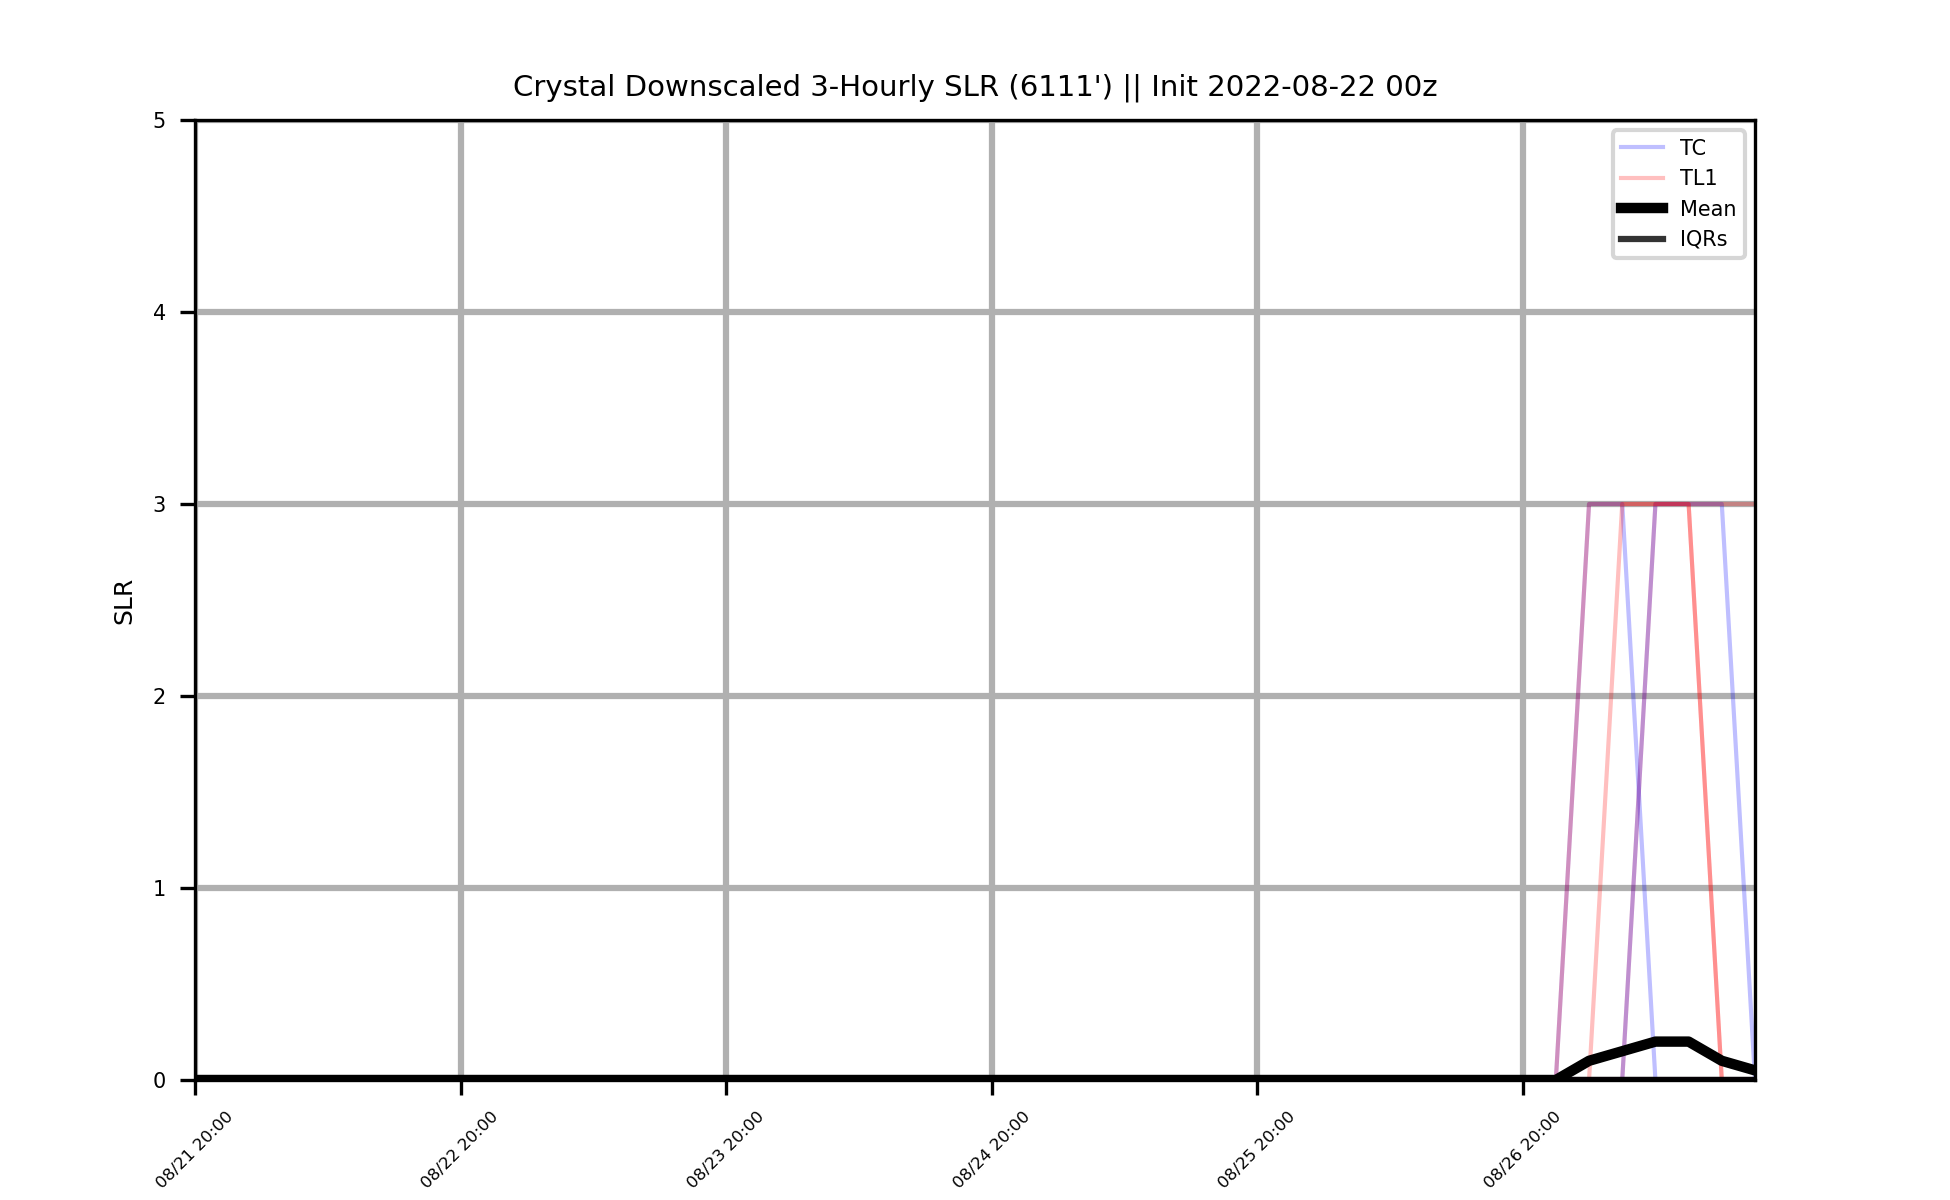 Crystal Downscaled 3-Hourly SLR (6111') || Init 2022-08-22 00z
5
4
3
2
1
0
SLR
TC
TL1
Mean
IQRs
08/21 20:00
08/22 20:00
08/23 20:00
08/24 20:00
08/25 20:00
08/26 20:00